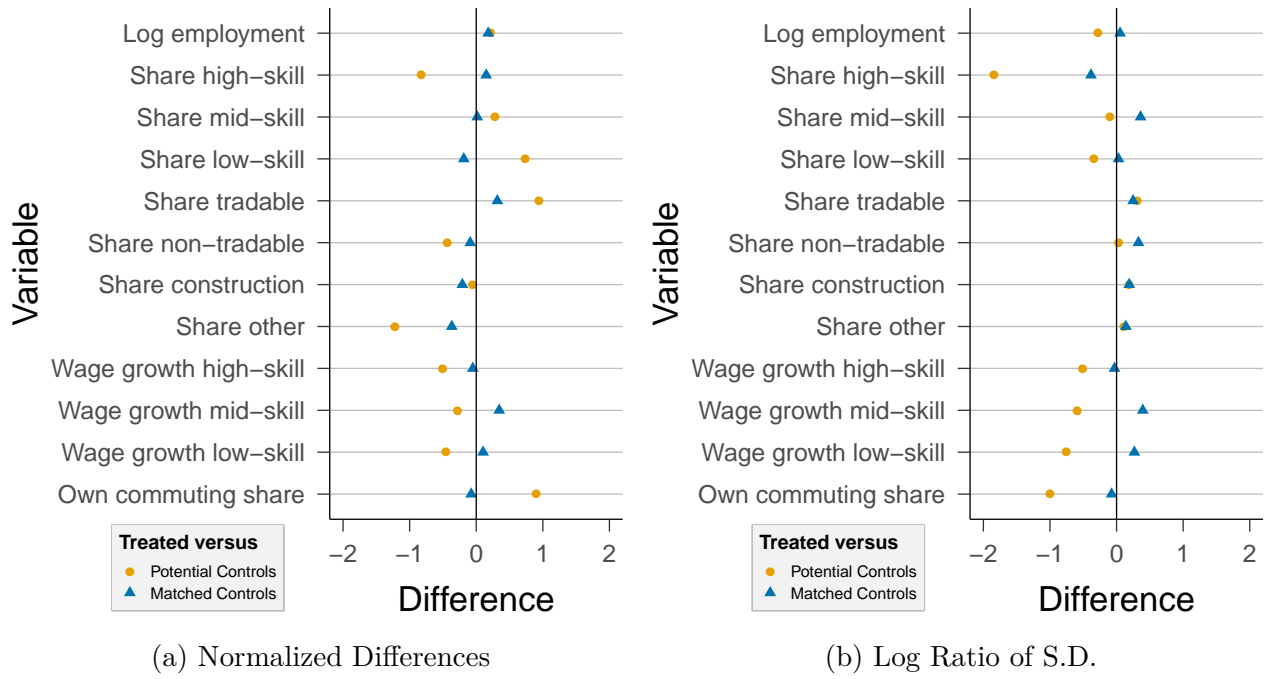 Variable
Log employment
Share high−skill
Share mid−skill
Share low−skill
Share tradable
Share non−tradable
Share construction
Share other
Wage growth high−skill
Wage growth mid−skill
Wage growth low−skill
Own commuting share
−2 −1 0 1 2
Difference
Treated versus
Potential Controls
Matched Controls
(a) Normalized Differences
Variable
Log employment
Share high−skill
Share mid−skill
Share low−skill
Share tradable
Share non−tradable
Share construction
Share other
Wage growth high−skill
Wage growth mid−skill
Wage growth low−skill
Own commuting share
−2 −1 0 1 2
Difference
Treated versus
Potential Controls
Matched Controls
(b) Log Ratio of S.D.